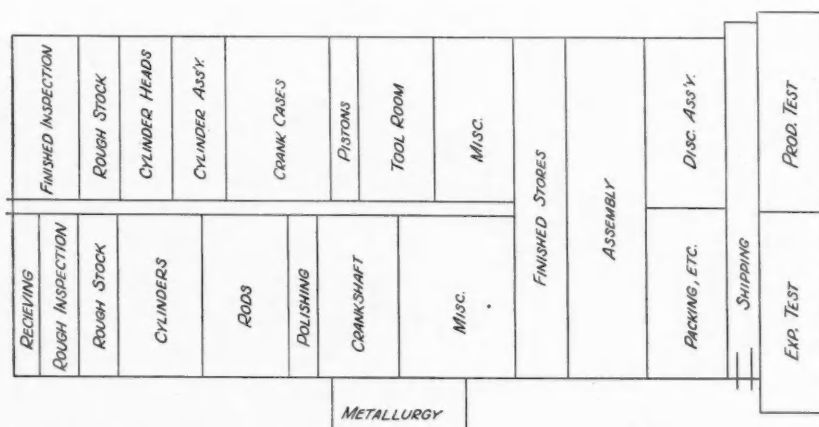 FINISHED INSPECTION
ROUGH STOCK
CYLINDER HEADS
CYLINDER ASS'Y.
CRANK CASES
PISTONS
TOOL ROOM
MISC.
FINISHED STORES
ASSEMBLY
DISC. ASS'Y.
SHIPPING
PROD. TEST
RECIEVING
ROUGH INSPECTION
ROUGH STOCK
CYLINDERS
RODS
POLISHING
CRANKSHAFT
MISC.
PACKING, ETC.
EXP. TEST
METALLURGY